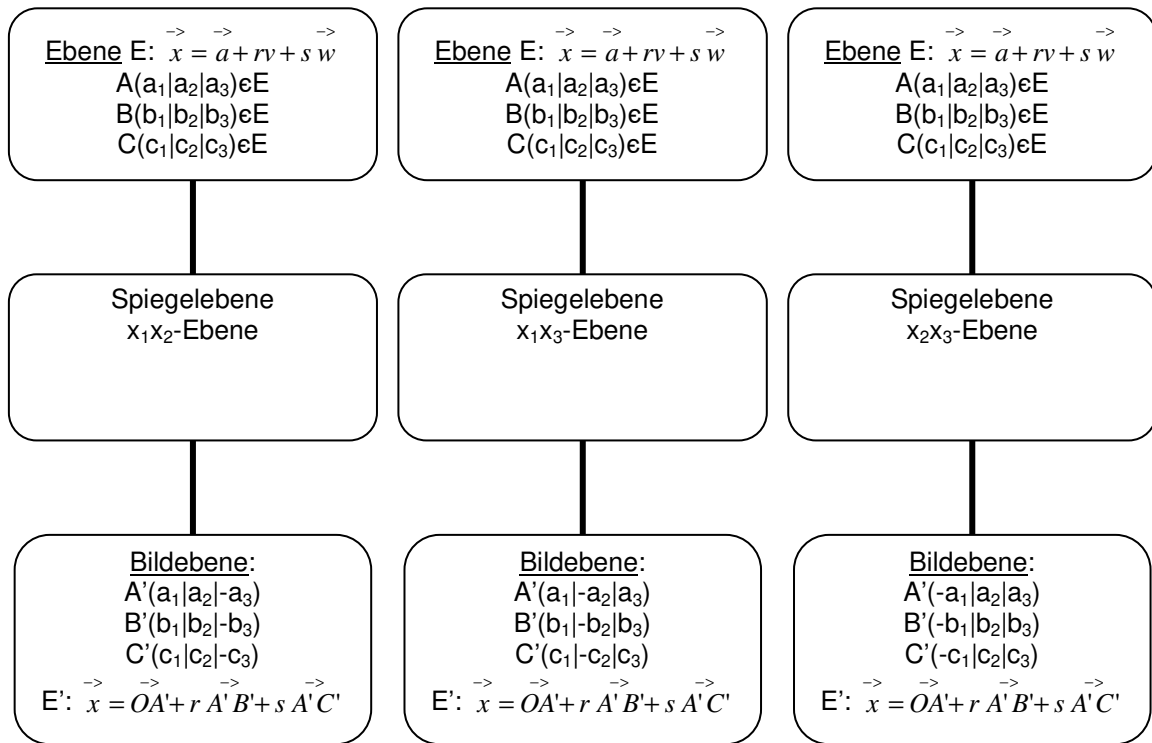 Ebene E: x⃗ = a⃗ + rv⃗ + s w⃗
A(a₁|a₂|a₃)єE
B(b₁|b₂|b₃)єE
C(c₁|c₂|c₃)єE
Spiegelebene
x₁x₂-Ebene
Bildebene:
A’(a₁|a₂|-a₃)
B’(b₁|b₂|-b₃)
C’(c₁|c₂|-c₃)
E’: x⃗ = OA'⃗ + r A'B'⃗ + s A'C'⃗
Ebene E: x⃗ = a⃗ + rv⃗ + s w⃗
A(a₁|a₂|a₃)єE
B(b₁|b₂|b₃)єE
C(c₁|c₂|c₃)єE
Spiegelebene
x₁x₃-Ebene
Bildebene:
A’(a₁|-a₂|a₃)
B’(b₁|-b₂|b₃)
C’(c₁|-c₂|c₃)
E’: x⃗ = OA'⃗ + r A'B'⃗ + s A'C'⃗
Ebene E: x⃗ = a⃗ + rv⃗ + s w⃗
A(a₁|a₂|a₃)єE
B(b₁|b₂|b₃)єE
C(c₁|c₂|c₃)єE
Spiegelebene
x₂x₃-Ebene
Bildebene:
A’(-a₁|a₂|a₃)
B’(-b₁|b₂|b₃)
C’(-c₁|c₂|c₃)
E’: x⃗ = OA'⃗ + r A'B'⃗ + s A'C'⃗